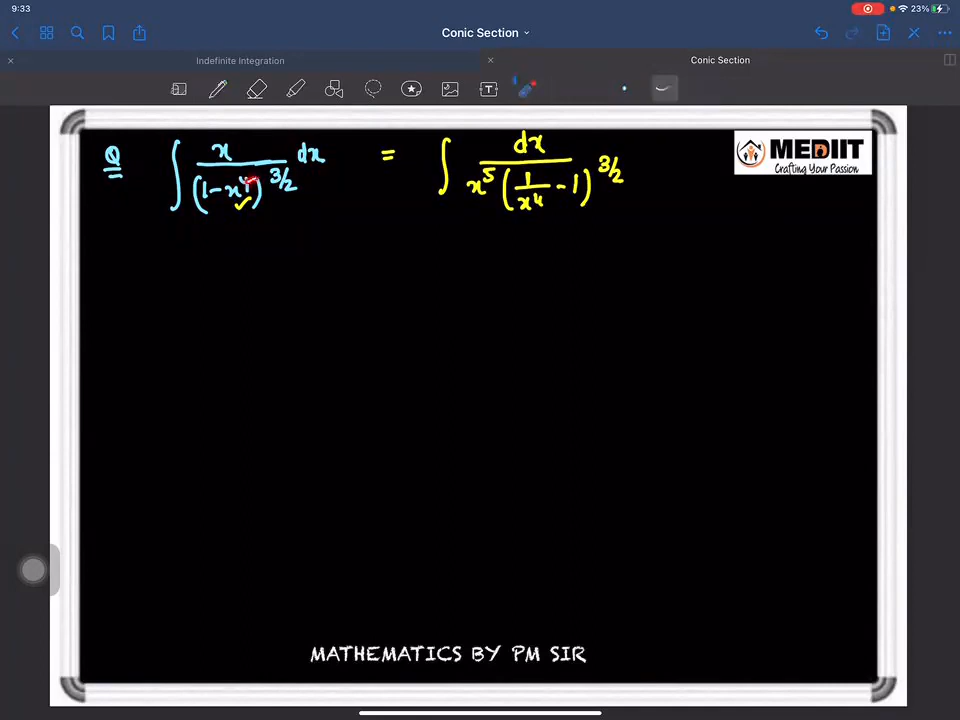 9:33
23%
Conic Section
Indefinite Integration
Conic Section
Q ∫ x/(1-x⁴)^3/2 dx = ∫ dx/x⁵(1/x⁴ -1)^3/2
MEDIIT
Crafting Your Passion
MATHEMATICS BY PM SIR